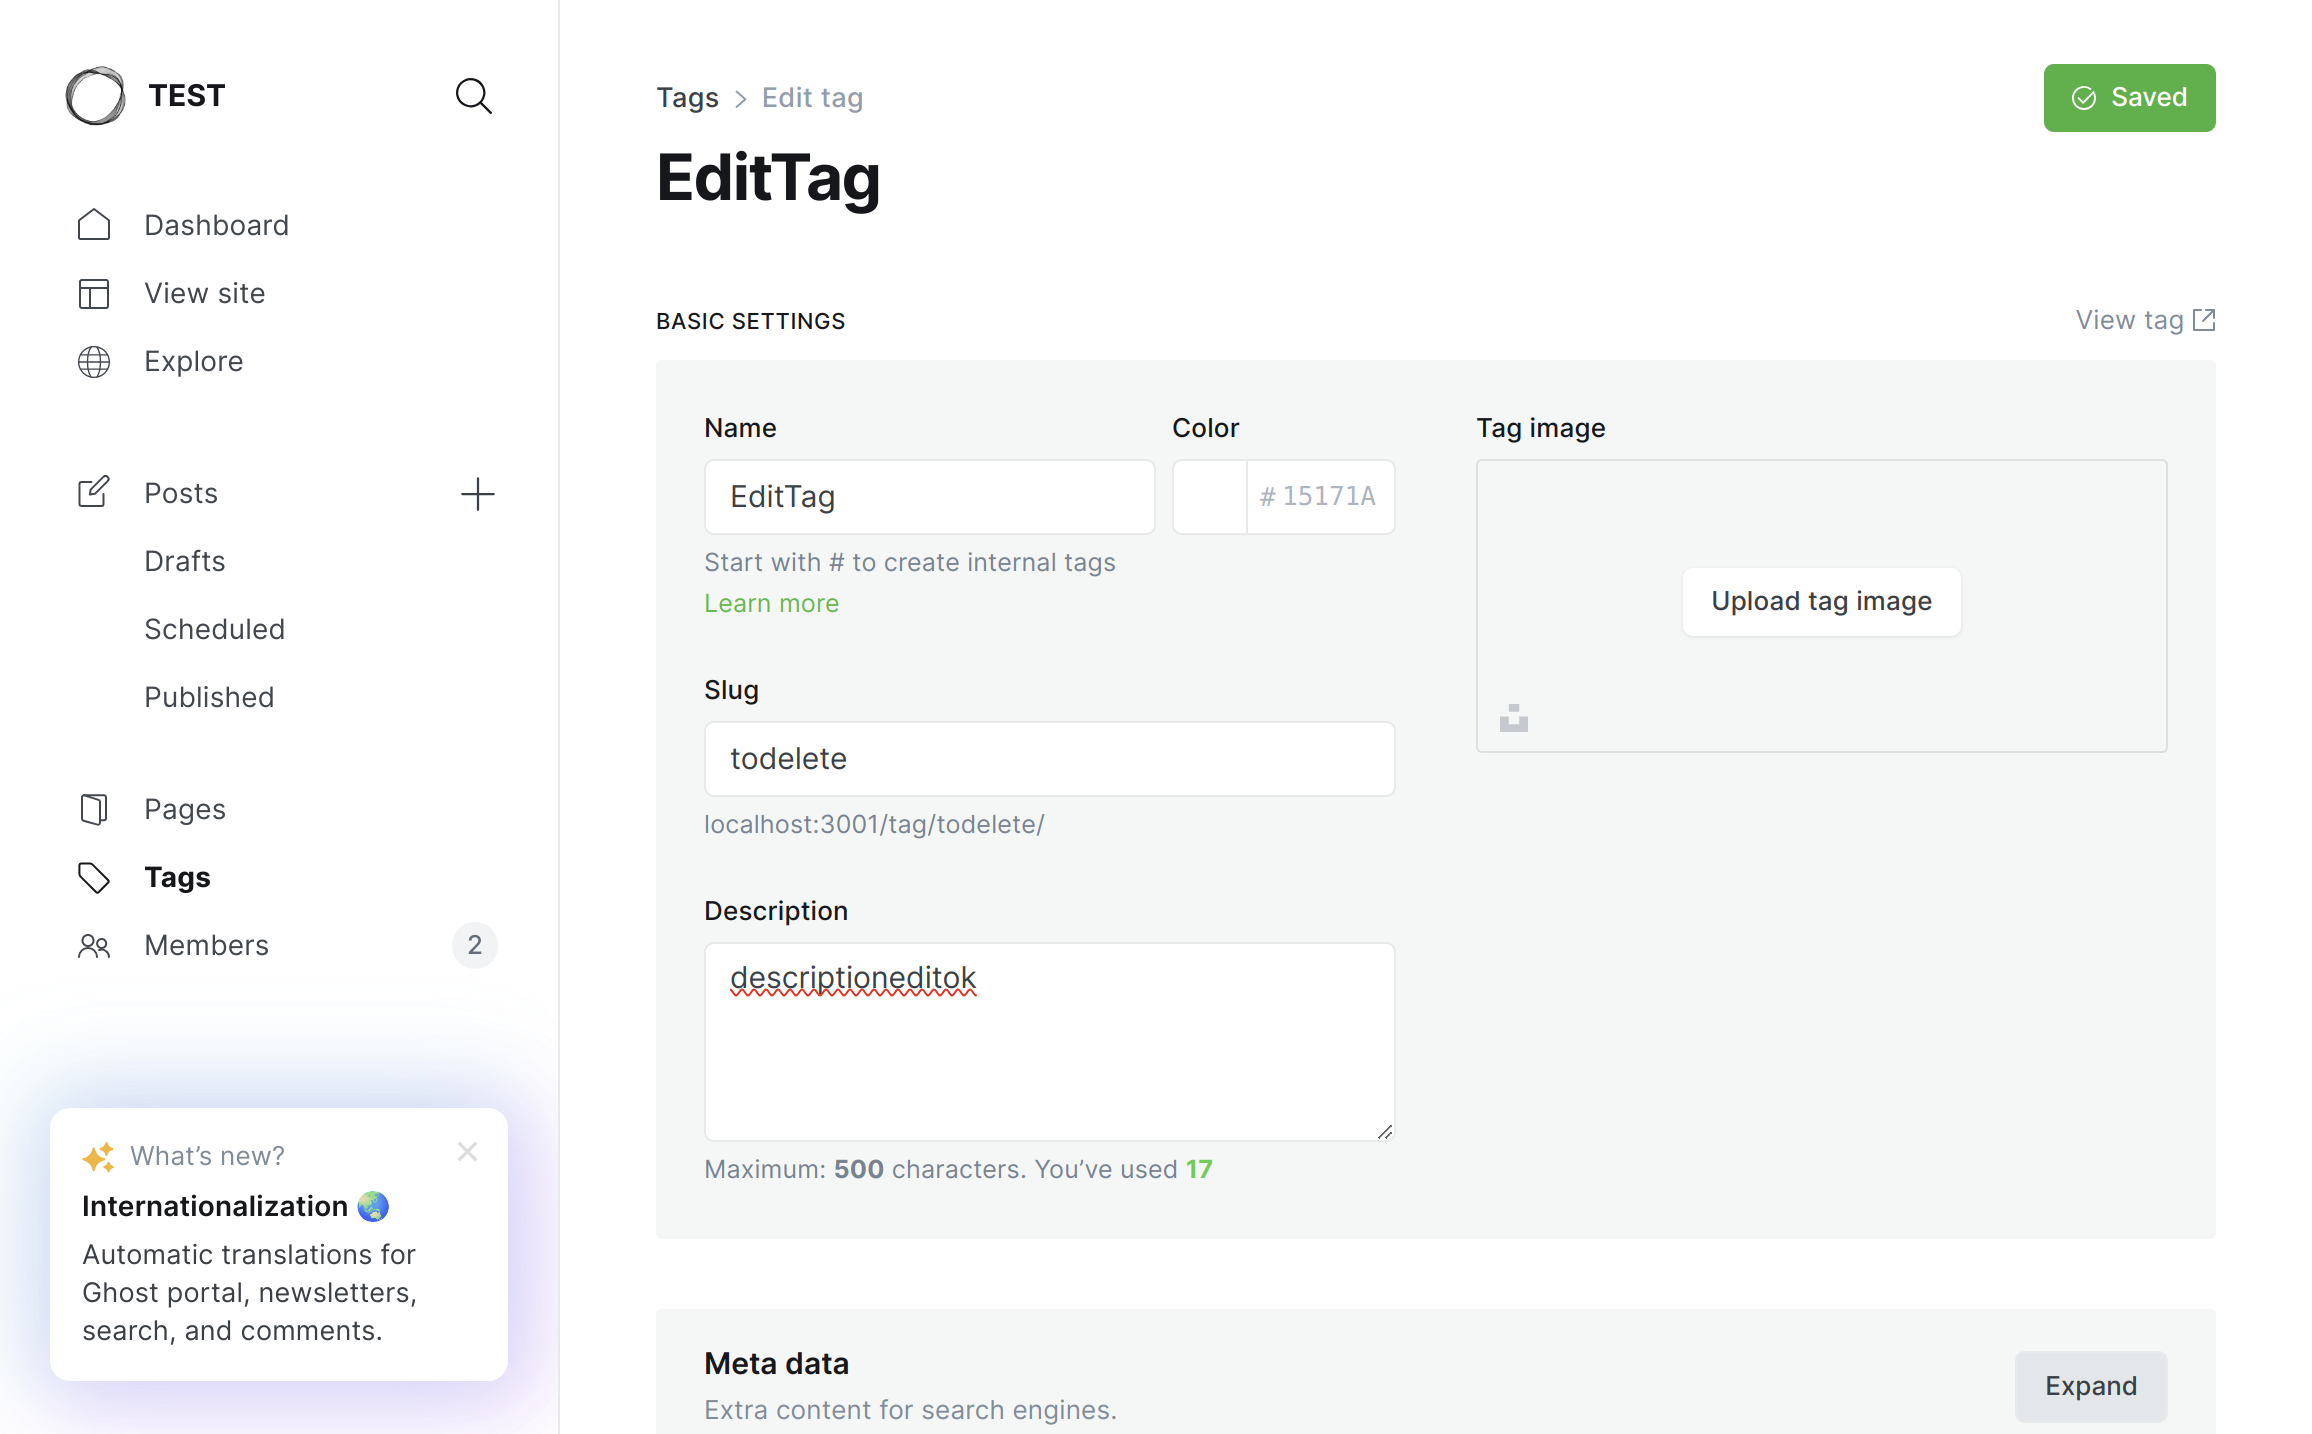 TEST
Dashboard
View site
Explore
Posts
Drafts
Scheduled
Published
Pages
Tags
Members
2
What’s new?
Internationalization 🌏
Automatic translations for
Ghost portal, newsletters,
search, and comments.
Tags > Edit tag
Saved
EditTag
BASIC SETTINGS
View tag
Name
EditTag
Start with # to create internal tags
Learn more
Color
# 15171A
Slug
todelete
localhost:3001/tag/todelete/
Description
descriptioneditok
Maximum: 500 characters. You’ve used 17
Tag image
Upload tag image
Meta data
Extra content for search engines.
Expand